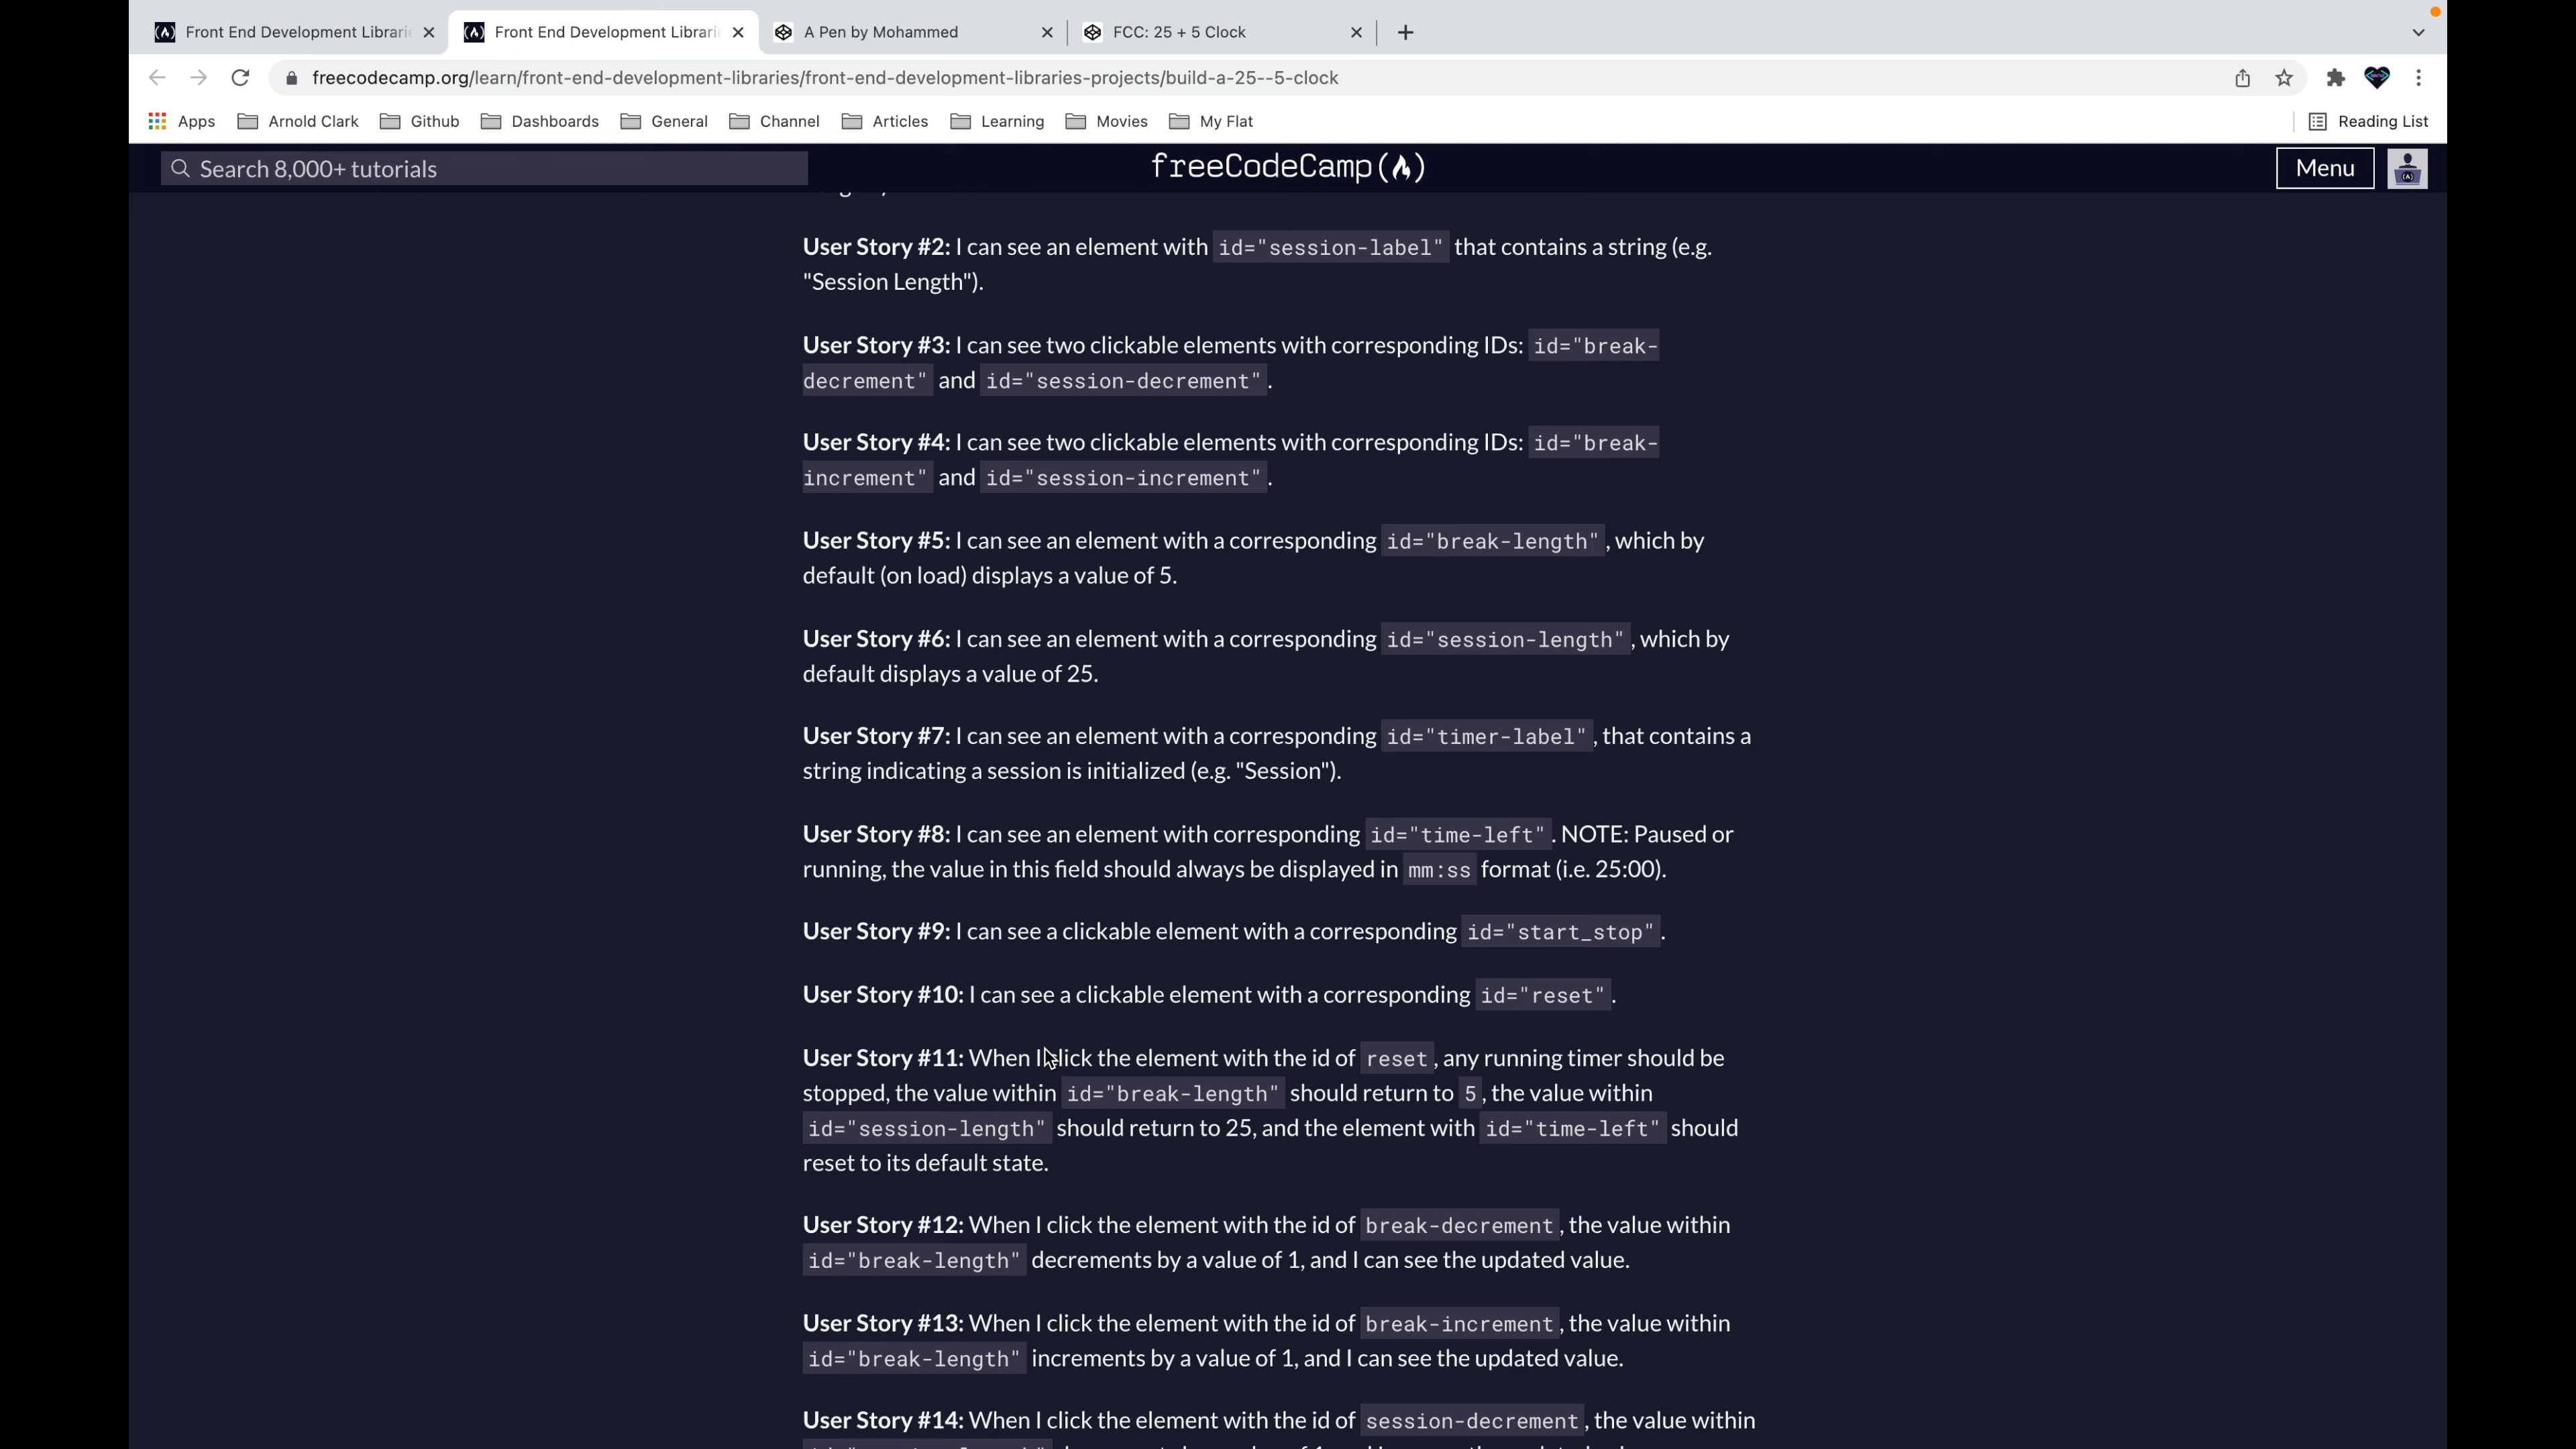 Front End Development Librari
Front End Development Librari
A Pen by Mohammed
FCC: 25 + 5 Clock
freecodecamp.org/learn/front-end-development-libraries/front-end-development-libraries-projects/build-a-25--5-clock
Apps Arnold Clark Github Dashboards General Channel Articles Learning Movies My Flat Reading List
Search 8,000+ tutorials
freeCodeCamp
Menu
User Story #2: I can see an element with id="session-label" that contains a string (e.g.
"Session Length").
User Story #3: I can see two clickable elements with corresponding IDs: id="break-
decrement" and id="session-decrement".
User Story #4: I can see two clickable elements with corresponding IDs: id="break-
increment" and id="session-increment".
User Story #5: I can see an element with a corresponding id="break-length", which by
default (on load) displays a value of 5.
User Story #6: I can see an element with a corresponding id="session-length", which by
default displays a value of 25.
User Story #7: I can see an element with a corresponding id="timer-label", that contains a
string indicating a session is initialized (e.g. "Session").
User Story #8: I can see an element with corresponding id="time-left". NOTE: Paused or
running, the value in this field should always be displayed in mm:ss format (i.e. 25:00).
User Story #9: I can see a clickable element with a corresponding id="start_stop".
User Story #10: I can see a clickable element with a corresponding id="reset".
User Story #11: When I click the element with the id of reset, any running timer should be
stopped, the value within id="break-length" should return to 5, the value within
id="session-length" should return to 25, and the element with id="time-left" should
reset to its default state.
User Story #12: When I click the element with the id of break-decrement, the value within
id="break-length" decrements by a value of 1, and I can see the updated value.
User Story #13: When I click the element with the id of break-increment, the value within
id="break-length" increments by a value of 1, and I can see the updated value.
User Story #14: When I click the element with the id of session-decrement, the value within